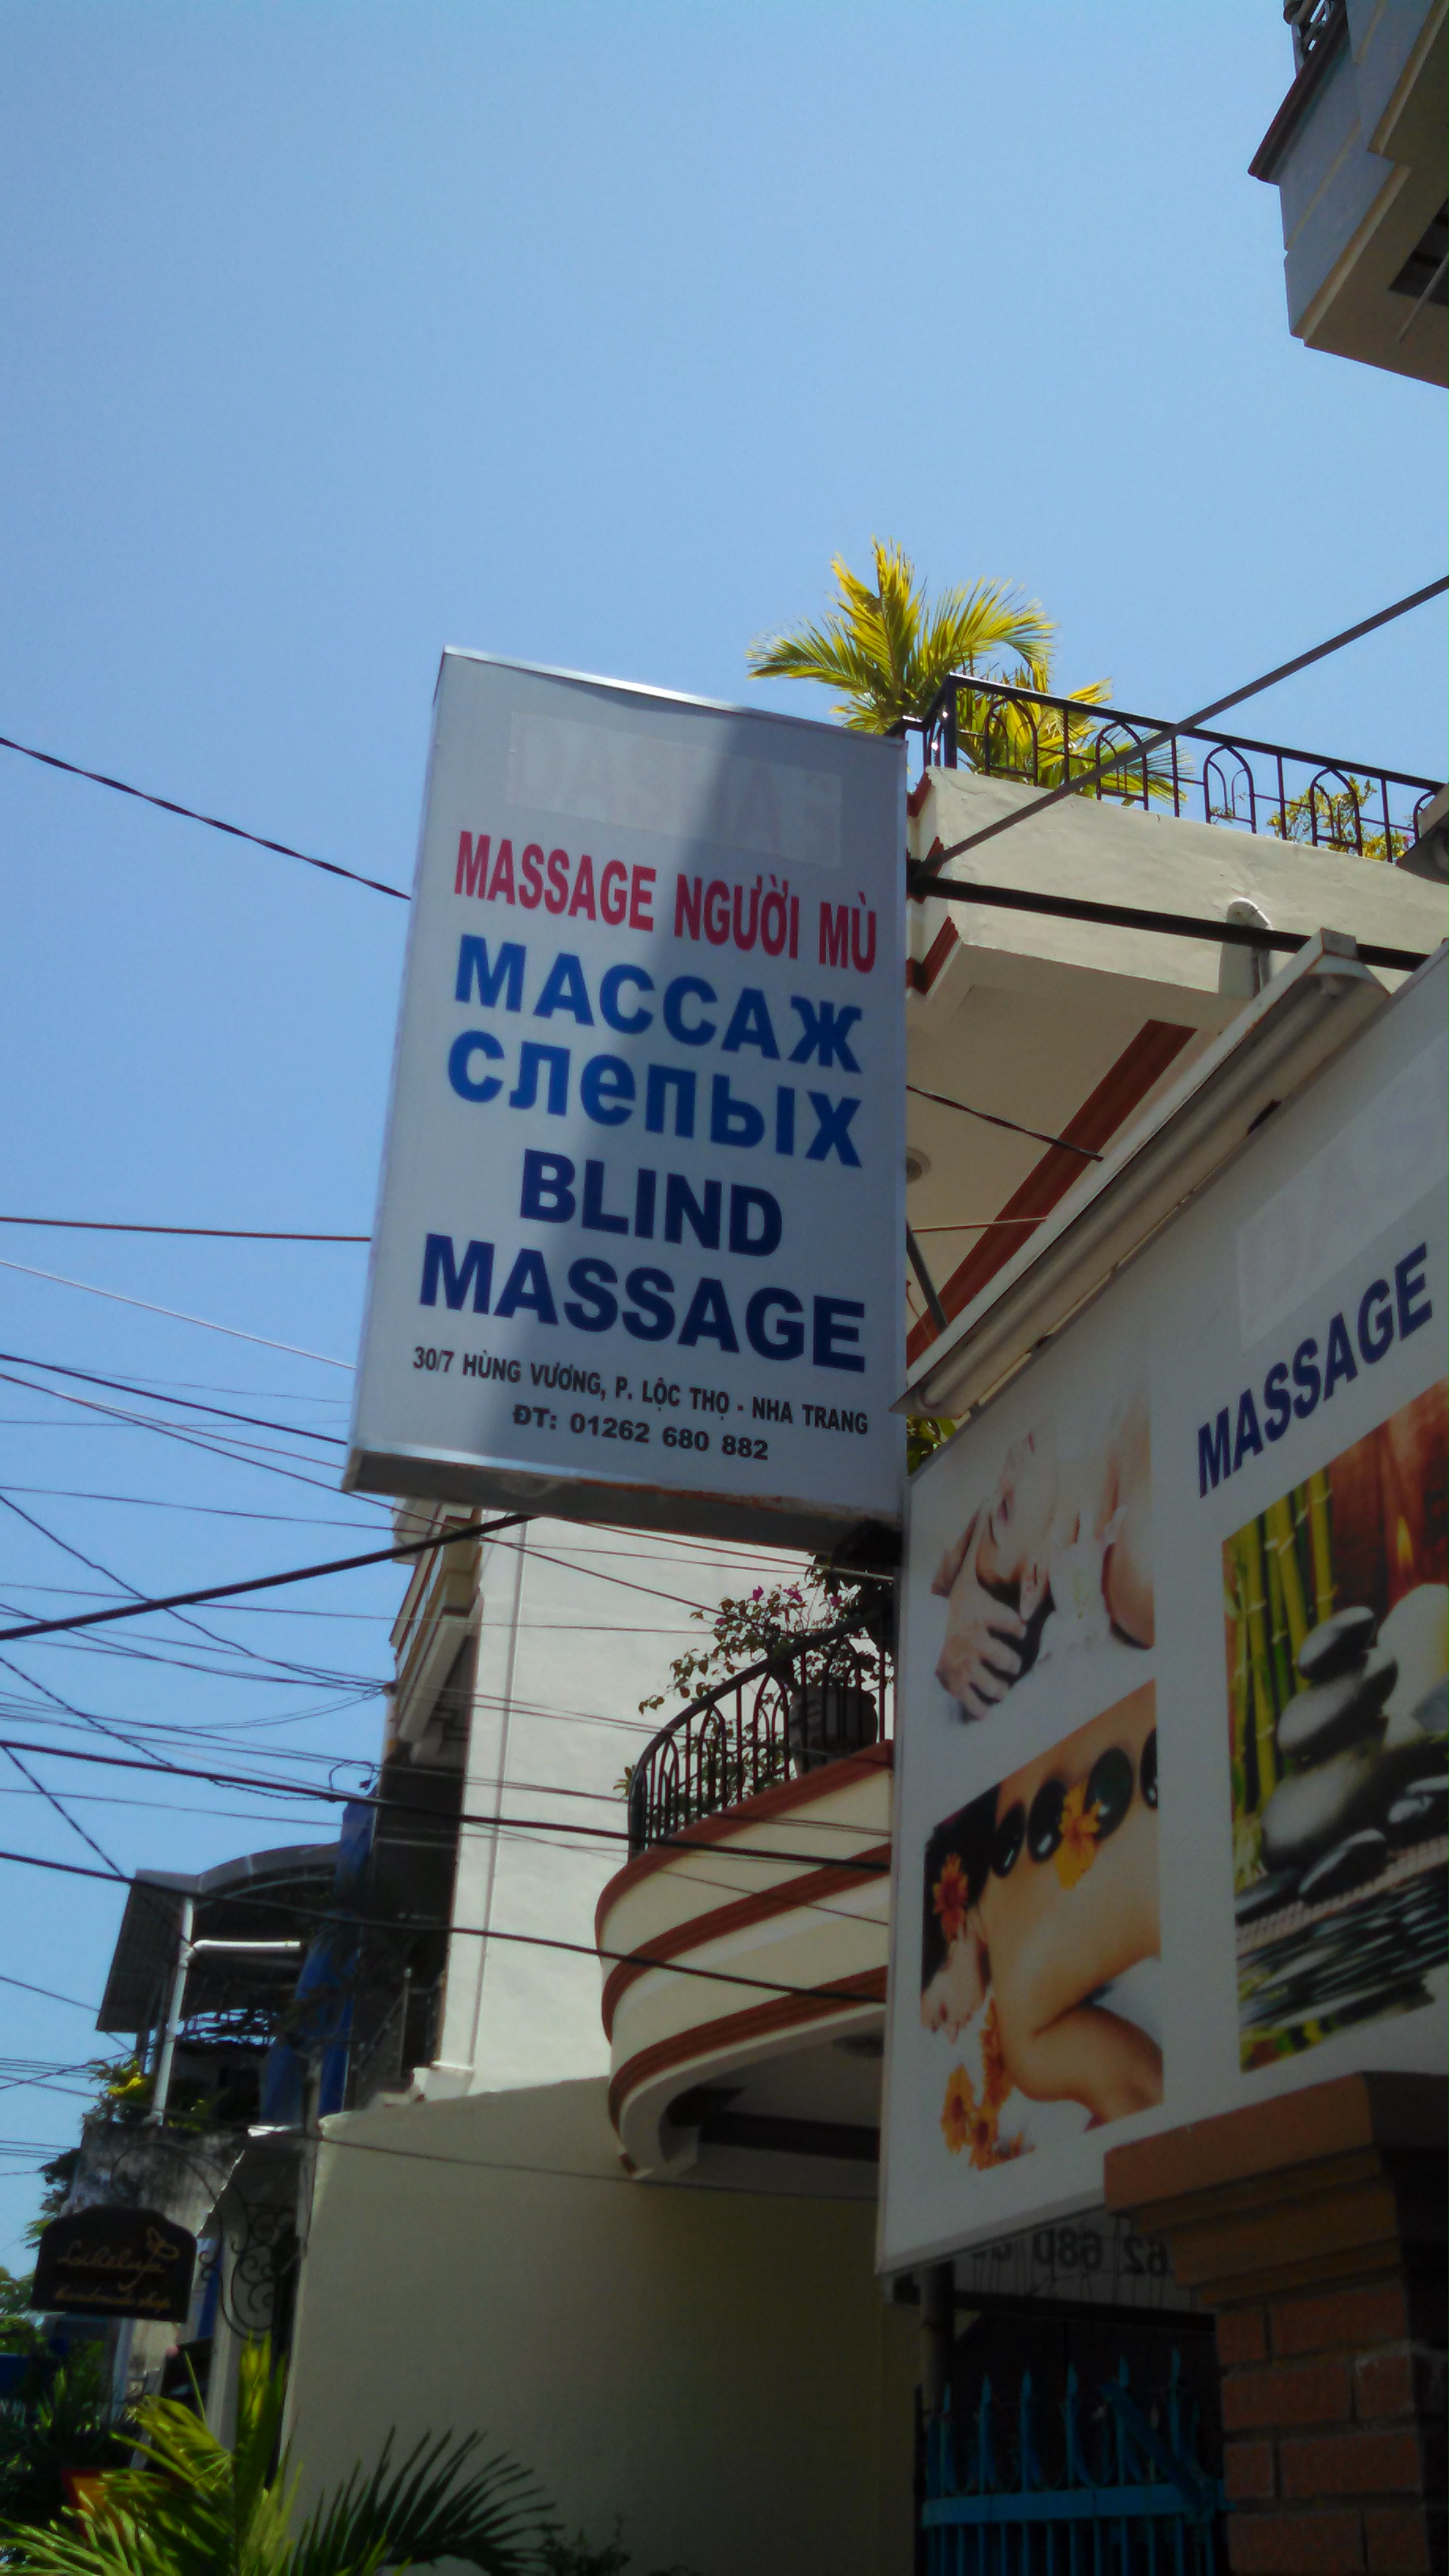 MASSAGE NGƯỜI MÙ
МАССАЖ
слепых
BLIND
MASSAGE
30/7 HÙNG VƯƠNG, P. LỘC THỌ - NHA TRANG
ĐT: 01262 680 882
MASSAGE